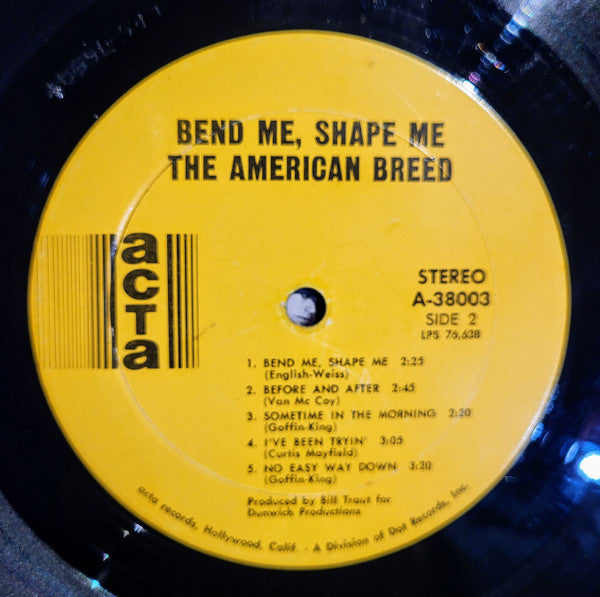 BEND ME, SHAPE ME
THE AMERICAN BREED
acta
STEREO
A-38003
SIDE 2
LPS 76,638
1. BEND ME, SHAPE ME 2:25
(English-Weiss)
2. BEFORE AND AFTER 2:45
(Van Mc Coy)
3. SOMETIME IN THE MORNING 2:20
(Goffin-King)
4. I'VE BEEN TRYIN' 3:05
(Curtis Mayfield)
5. NO EASY WAY DOWN 3:20
(Goffin-King)
Produced by Bill Traut for
Dunwich Productions
acta records, Hollywood, Calif. - A Division of Dot Records, Inc.